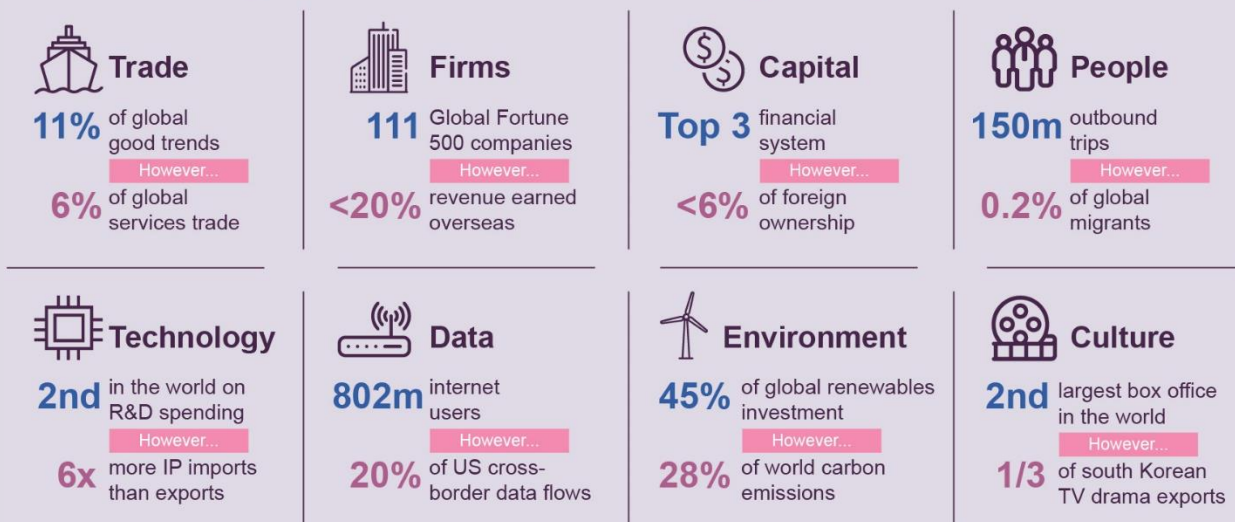 Trade
11% of global
good trends
However...
6% of global
services trade
Firms
111 Global Fortune
500 companies
However...
<20% revenue earned
overseas
Capital
Top 3 financial
system
However...
<6% of foreign
ownership
People
150m outbound
trips
However...
0.2% of global
migrants
Technology
2nd in the world on
R&D spending
However...
6x more IP imports
than exports
Data
802m internet
users
However...
20% of US cross-
border data flows
Environment
45% of global renewables
investment
However...
28% of world carbon
emissions
Culture
2nd largest box office
in the world
However...
1/3 of south Korean
TV drama exports